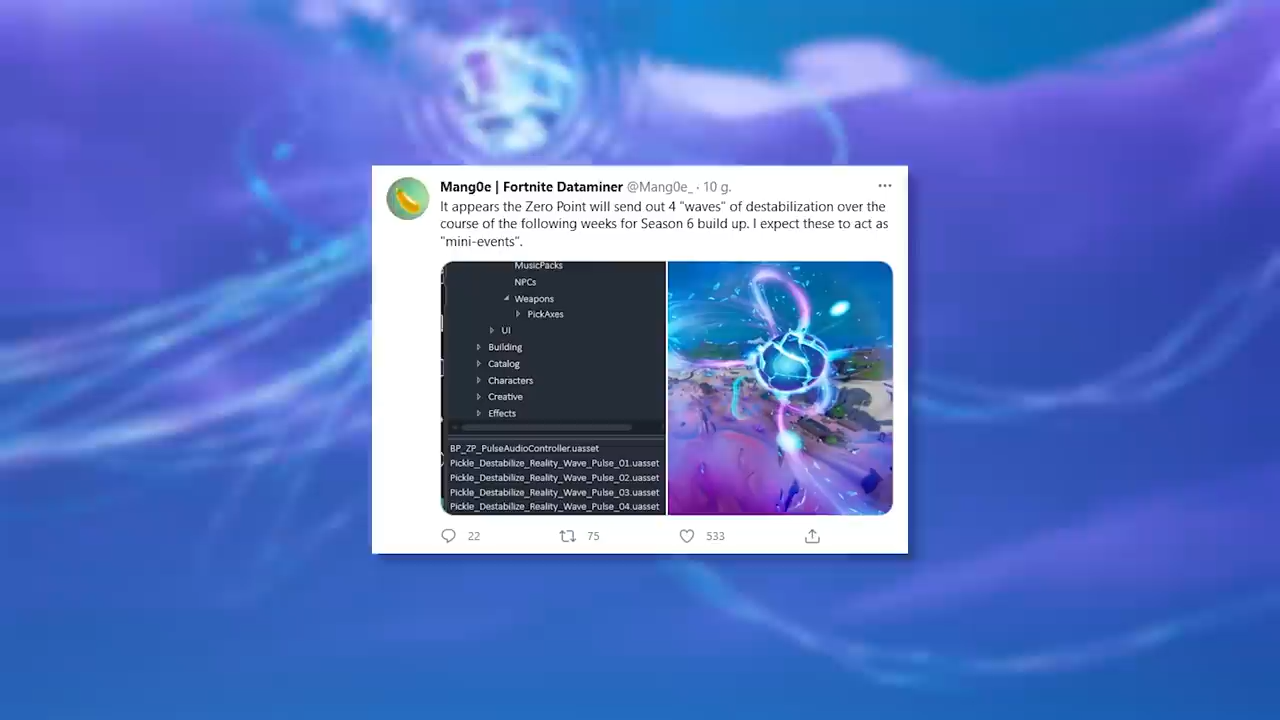 Mang0e | Fortnite Dataminer @Mang0e_ · 10 g.
It appears the Zero Point will send out 4 "waves" of destabilization over the
course of the following weeks for Season 6 build up. I expect these to act as
"mini-events".
MusicPacks
NPCs
Weapons
PickAxes
UI
Building
Catalog
Characters
Creative
Effects
BP_ZP_PulseAudioController.uasset
Pickle_Destabilize_Reality_Wave_Pulse_01.uasset
Pickle_Destabilize_Reality_Wave_Pulse_02.uasset
Pickle_Destabilize_Reality_Wave_Pulse_03.uasset
Pickle_Destabilize_Reality_Wave_Pulse_04.uasset
22 75 533